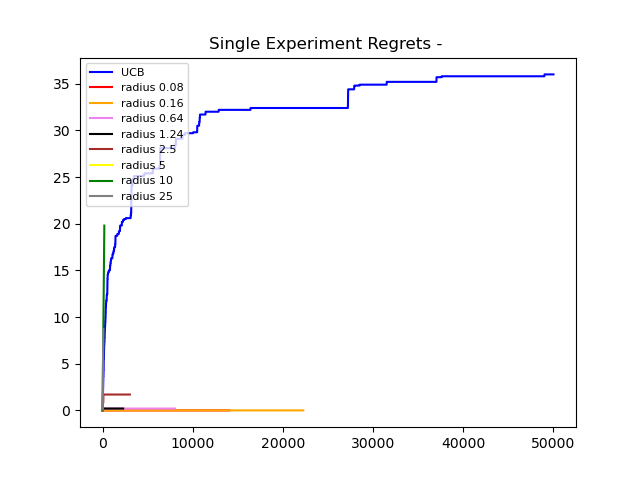 Single Experiment Regrets -
35
30
25
20
15
10
5
0
UCB
radius 0.08
radius 0.16
radius 0.64
radius 1.24
radius 2.5
radius 5
radius 10
radius 25
0 10000 20000 30000 40000 50000